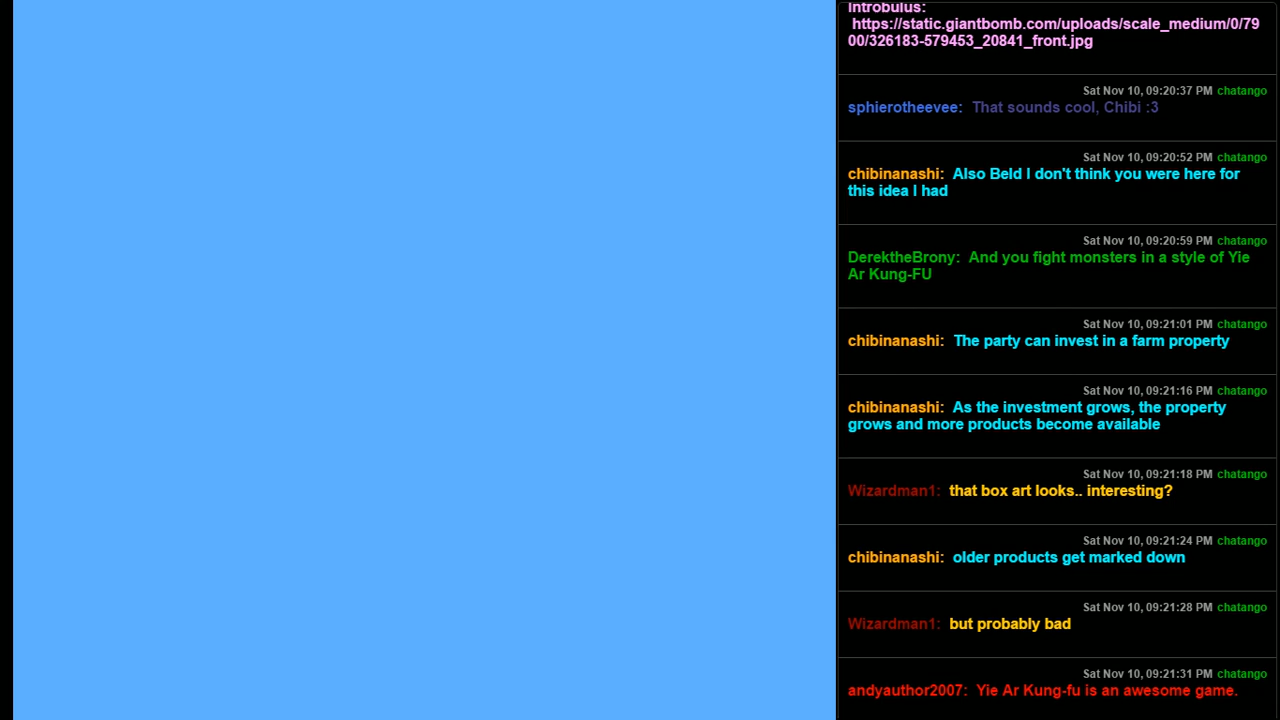 Introbulus:
https://static.giantbomb.com/uploads/scale_medium/0/79
00/326183-579453_20841_front.jpg
Sat Nov 10, 09:20:37 PM chatango
sphierotheevee: That sounds cool, Chibi :3
Sat Nov 10, 09:20:52 PM chatango
chibinanashi: Also Beld I don't think you were here for
this idea I had
Sat Nov 10, 09:20:59 PM chatango
DerektheBrony: And you fight monsters in a style of Yie
Ar Kung-FU
Sat Nov 10, 09:21:01 PM chatango
chibinanashi: The party can invest in a farm property
Sat Nov 10, 09:21:16 PM chatango
chibinanashi: As the investment grows, the property
grows and more products become available
Sat Nov 10, 09:21:18 PM chatango
Wizardman1: that box art looks.. interesting?
Sat Nov 10, 09:21:24 PM chatango
chibinanashi: older products get marked down
Sat Nov 10, 09:21:28 PM chatango
Wizardman1: but probably bad
Sat Nov 10, 09:21:31 PM chatango
andyauthor2007: Yie Ar Kung-fu is an awesome game.